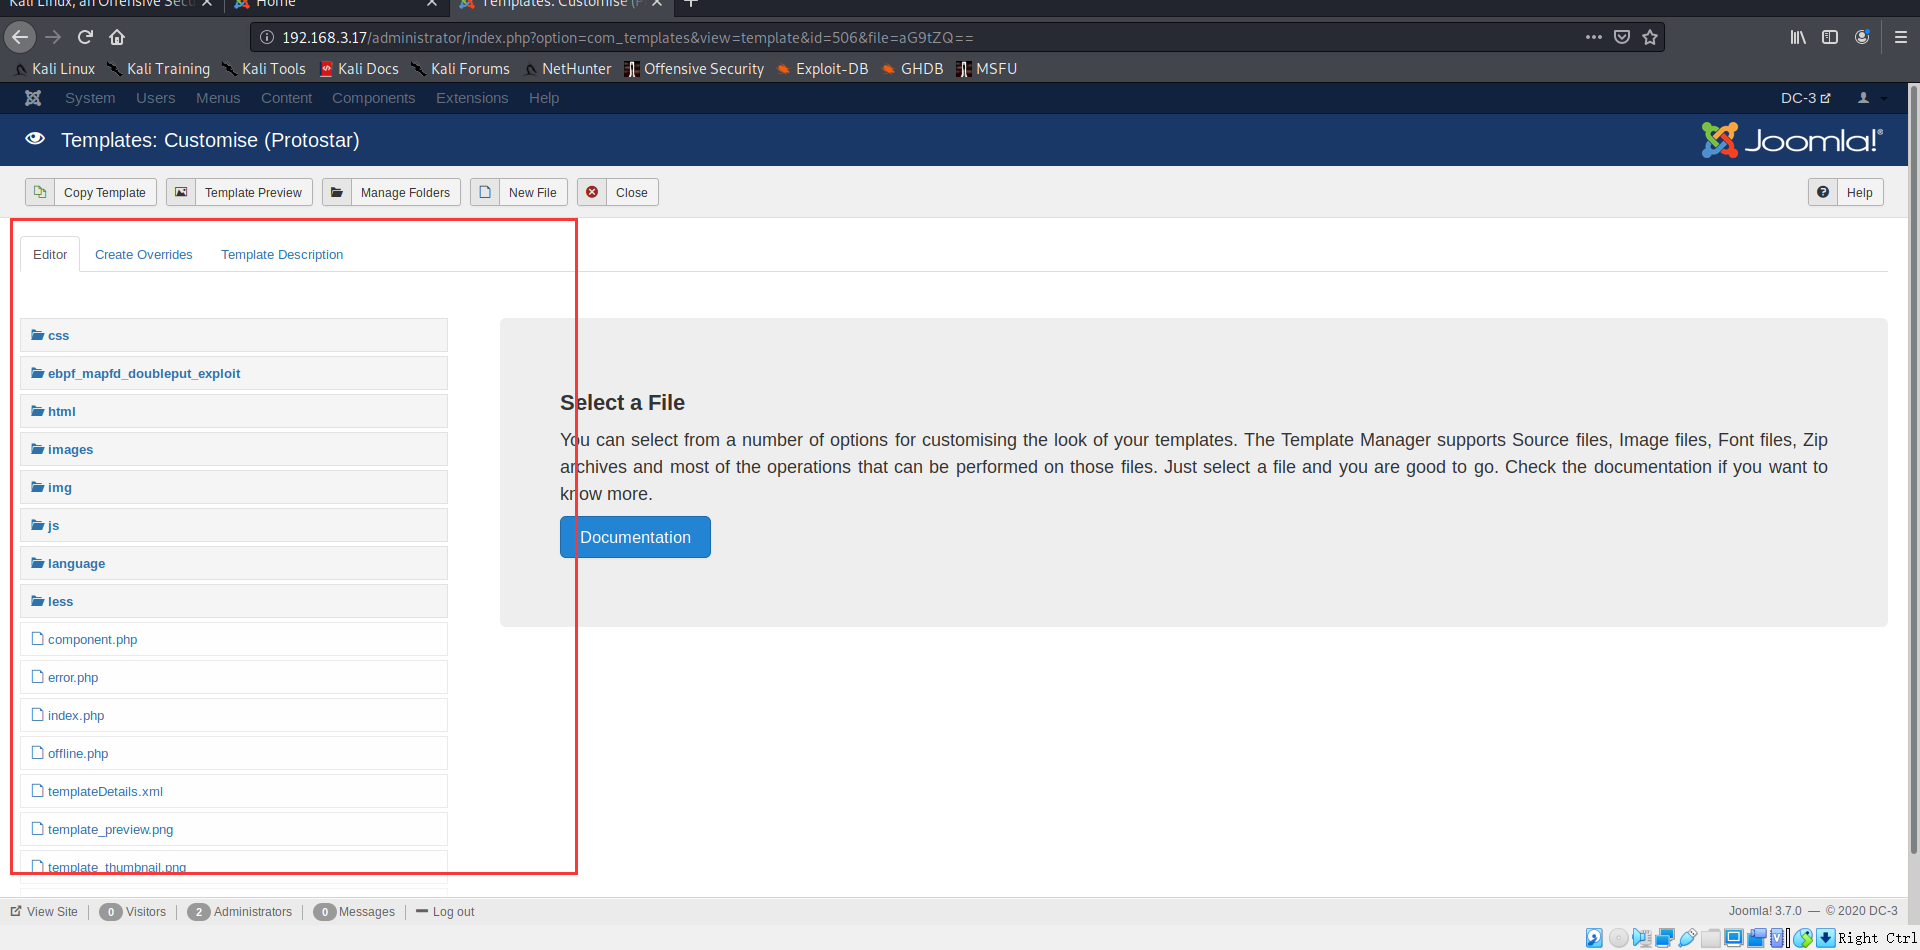 Kali Linux, an Offensive Sec
Home
Templates: Customise (P
192.168.3.17/administrator/index.php?option=com_templates&view=template&id=506&file=aG9tZQ==
Kali Linux Kali Training Kali Tools Kali Docs Kali Forums NetHunter Offensive Security Exploit-DB GHDB MSFU
System Users Menus Content Components Extensions Help DC-3
Templates: Customise (Protostar)
Joomla!®
Copy Template Template Preview Manage Folders New File Close Help
Editor Create Overrides Template Description
css
ebpf_mapfd_doubleput_exploit
html
images
img
js
language
less
component.php
error.php
index.php
offline.php
templateDetails.xml
template_preview.png
template_thumbnail.png
Select a File
You can select from a number of options for customising the look of your templates. The Template Manager supports Source files, Image files, Font files, Zip
archives and most of the operations that can be performed on those files. Just select a file and you are good to go. Check the documentation if you want to
know more.
Documentation
View Site 0 Visitors 2 Administrators 0 Messages Log out
Joomla! 3.7.0 — © 2020 DC-3
Right Ctrl